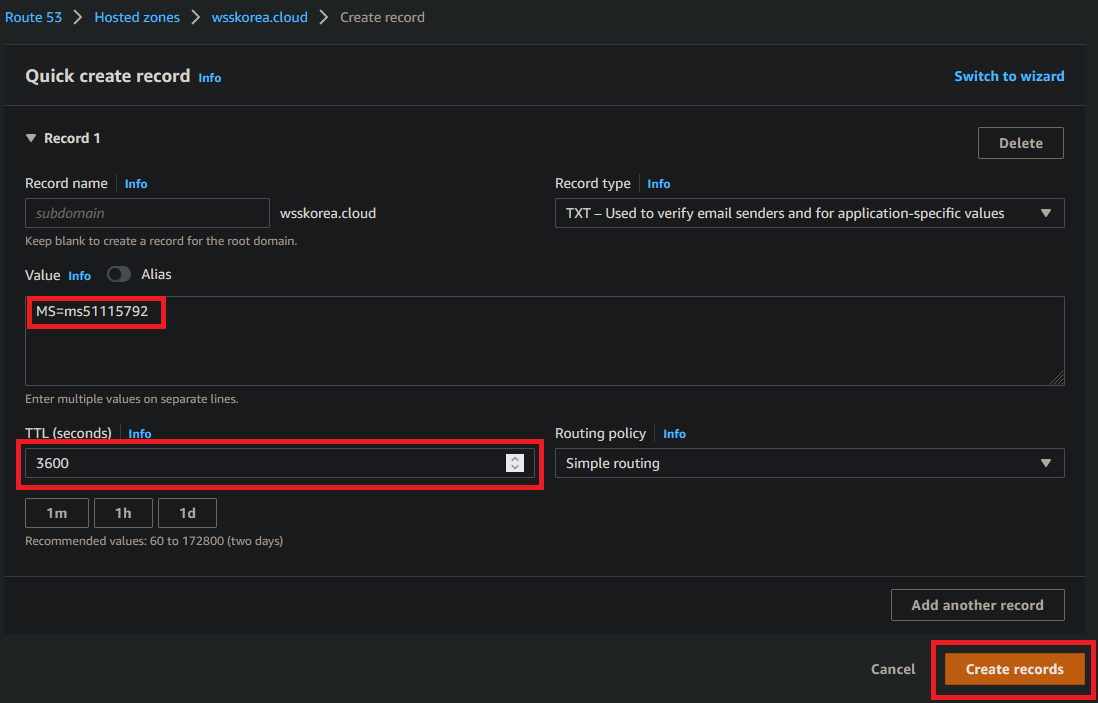 Route 53 > Hosted zones > wsskorea.cloud > Create record
Quick create record Info
Switch to wizard
Record 1
Delete
Record name Info
subdomain
wsskorea.cloud
Keep blank to create a record for the root domain.
Record type Info
TXT – Used to verify email senders and for application-specific values
Value Info Alias
MS=ms51115792
Enter multiple values on separate lines.
TTL (seconds) Info
3600
1m 1h 1d
Recommended values: 60 to 172800 (two days)
Routing policy Info
Simple routing
Add another record
Cancel Create records